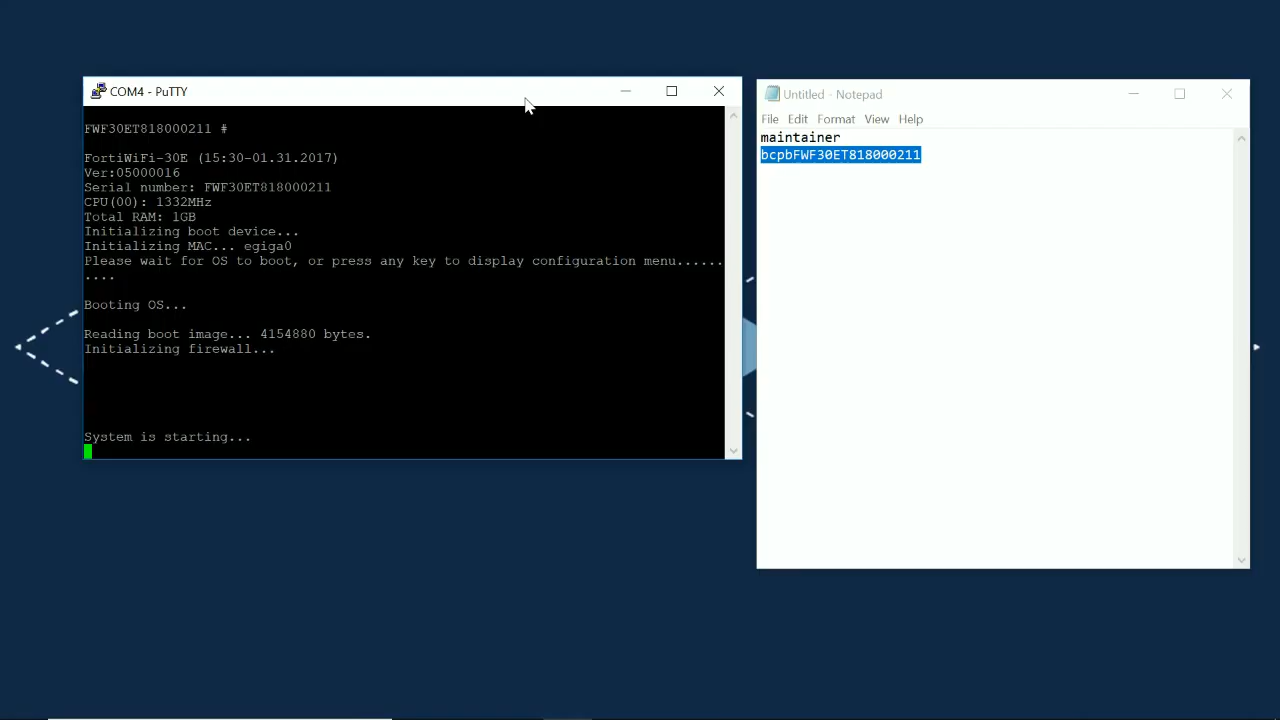 COM4 - PuTTY
FWF30ET818000211 #
FortiWiFi-30E (15:30-01.31.2017)
Ver:05000016
Serial number: FWF30ET818000211
CPU(00): 1332MHz
Total RAM: 1GB
Initializing boot device...
Initializing MAC... egiga0
Please wait for OS to boot, or press any key to display configuration menu......
....
Booting OS...
Reading boot image... 4154880 bytes.
Initializing firewall...
System is starting...
Untitled - Notepad
File Edit Format View Help
maintainer
bcpbFWF30ET818000211